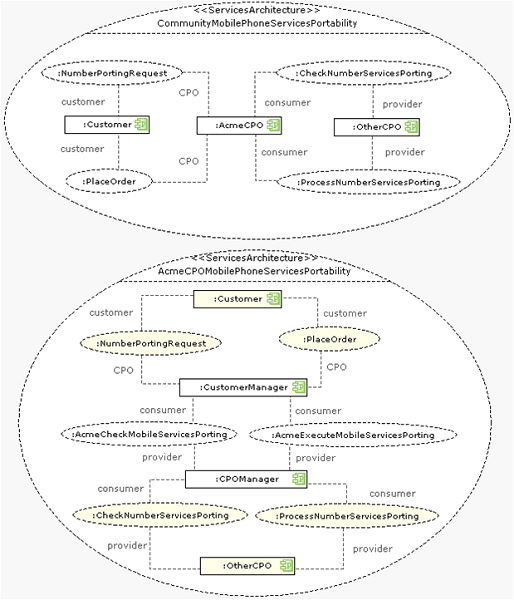 <<ServicesArchitecture>>
CommunityMobilePhoneServicesPortability
:NumberPortingRequest
:CheckNumberServicesPorting
CPO
customer
consumer
provider
:Customer
:AcmeCPO
:OtherCPO
customer
consumer
provider
CPO
:PlaceOrder
:ProcessNumberServicesPorting
<<ServicesArchitecture>>
AcmeCPOMobilePhoneServicesPortability
:Customer
customer
customer
:NumberPortingRequest
:PlaceOrder
CPO
CPO
:CustomerManager
consumer
consumer
:AcmeCheckMobileServicesPorting
:AcmeExecuteMobileServicesPorting
provider
provider
:CPOManager
consumer
consumer
:CheckNumberServicesPorting
:ProcessNumberServicesPorting
provider
provider
:OtherCPO